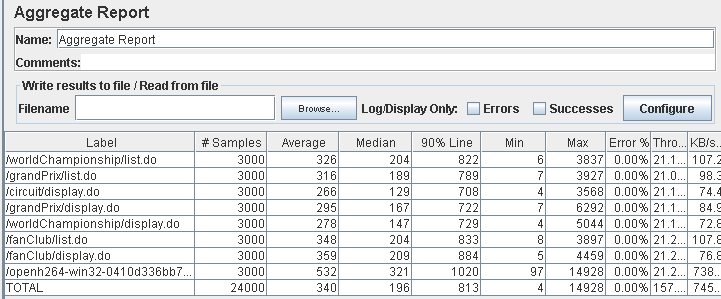 Aggregate Report
Name: Aggregate Report
Comments:
Write results to file / Read from file
Filename Browse... Log/Display Only: Errors Successes Configure
Label # Samples Average Median 90% Line Min Max Error % Thro... KB/s...
/worldChampionship/list.do 3000 326 204 822 6 3837 0.00% 21.1... 107.2
/grandPrix/list.do 3000 316 189 789 7 3927 0.00% 21.0... 98.3
/circuit/display.do 3000 266 129 708 4 3568 0.00% 21.1... 74.4
/grandPrix/display.do 3000 295 167 722 7 6292 0.00% 21.1... 84.9
/worldChampionship/display.do 3000 278 147 729 4 5044 0.00% 21.1... 72.8
/fanClub/list.do 3000 348 204 833 8 3897 0.00% 21.2... 107.8
/fanClub/display.do 3000 359 209 884 5 4459 0.00% 21.2... 76.8
/openh264-win32-0410d336bb7... 3000 532 321 1020 97 14928 0.00% 21.1... 738...
TOTAL 24000 340 196 813 4 14928 0.00% 157.... 745...